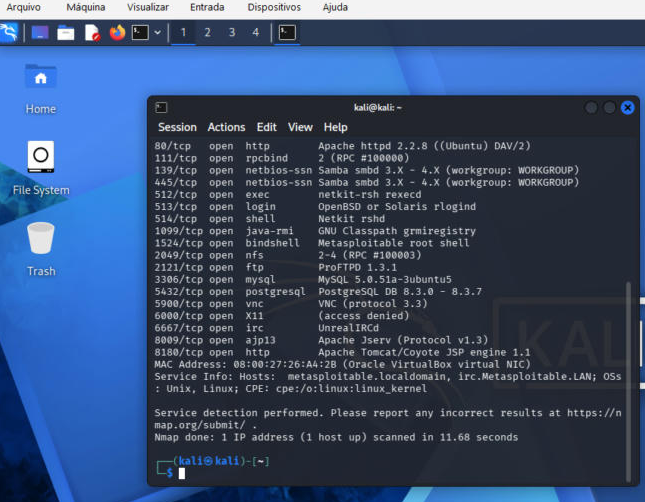 Arquivo Máquina Visualizar Entrada Dispositivos Ajuda
1 2 3 4
Home
File System
Trash
kali@kali: ~
Session Actions Edit View Help
80/tcp open http Apache httpd 2.2.8 ((Ubuntu) DAV/2)
111/tcp open rpcbind 2 (RPC #100000)
139/tcp open netbios-ssn Samba smbd 3.X - 4.X (workgroup: WORKGROUP)
445/tcp open netbios-ssn Samba smbd 3.X - 4.X (workgroup: WORKGROUP)
512/tcp open exec netkit-rsh rexecd
513/tcp open login OpenBSD or Solaris rlogind
514/tcp open shell Netkit rshd
1099/tcp open java-rmi GNU Classpath grmiregistry
1524/tcp open bindshell Metasploitable root shell
2049/tcp open nfs 2-4 (RPC #100003)
2121/tcp open ftp ProFTPD 1.3.1
3306/tcp open mysql MySQL 5.0.51a-3ubuntu5
5432/tcp open postgresql PostgreSQL DB 8.3.0 - 8.3.7
5900/tcp open vnc VNC (protocol 3.3)
6000/tcp open X11 (access denied)
6667/tcp open irc UnrealIRCd
8009/tcp open ajp13 Apache Jserv (Protocol v1.3)
8180/tcp open http Apache Tomcat/Coyote JSP engine 1.1
MAC Address: 08:00:27:26:A4:2B (Oracle VirtualBox virtual NIC)
Service Info: Hosts: metasploitable.localdomain, irc.Metasploitable.LAN; OSs
: Unix, Linux; CPE: cpe:/o:linux:linux_kernel
Service detection performed. Please report any incorrect results at https://n
map.org/submit/ .
Nmap done: 1 IP address (1 host up) scanned in 11.68 seconds
┌──(kali㉿kali)-[~]
└─$
KAL